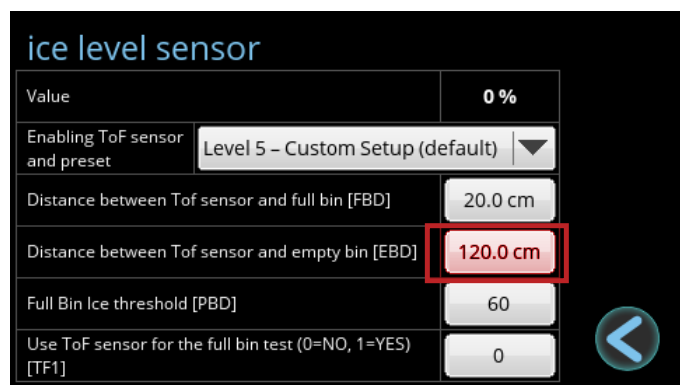 ice level sensor
Value
0 %
Enabling ToF sensor
and preset
Level 5 – Custom Setup (default)
Distance between Tof sensor and full bin [FBD]
20.0 cm
Distance between Tof sensor and empty bin [EBD]
120.0 cm
Full Bin Ice threshold [PBD]
60
Use ToF sensor for the full bin test (0=NO, 1=YES)
[TF1]
0